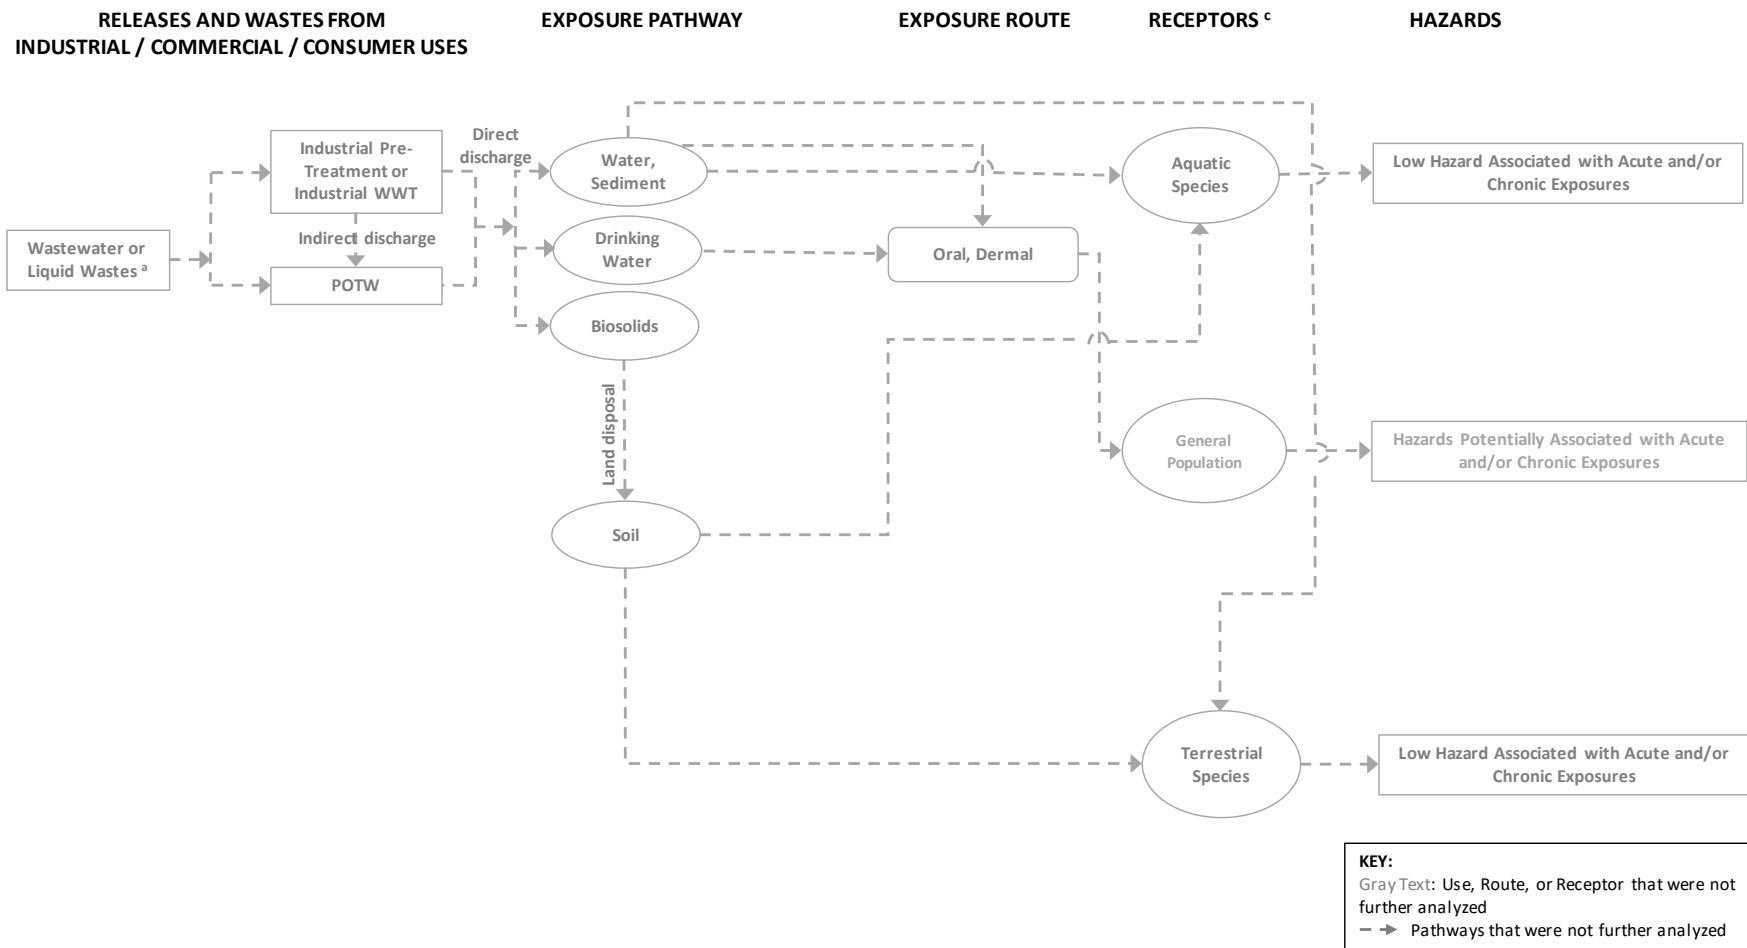 RELEASES AND WASTES FROM
INDUSTRIAL / COMMERCIAL / CONSUMER USES
EXPOSURE PATHWAY
EXPOSURE ROUTE
RECEPTORS c
HAZARDS
Wastewater or
Liquid Wastes a
Industrial Pre-
Treatment or
Industrial WWT
Indirect discharge
POTW
Direct
discharge
Water,
Sediment
Drinking
Water
Biosolids
Land disposal
Soil
Oral, Dermal
Aquatic
Species
General
Population
Terrestrial
Species
Low Hazard Associated with Acute and/or
Chronic Exposures
Hazards Potentially Associated with Acute
and/or Chronic Exposures
Low Hazard Associated with Acute and/or
Chronic Exposures
KEY:
Gray Text: Use, Route, or Receptor that were not
further analyzed
Pathways that were not further analyzed